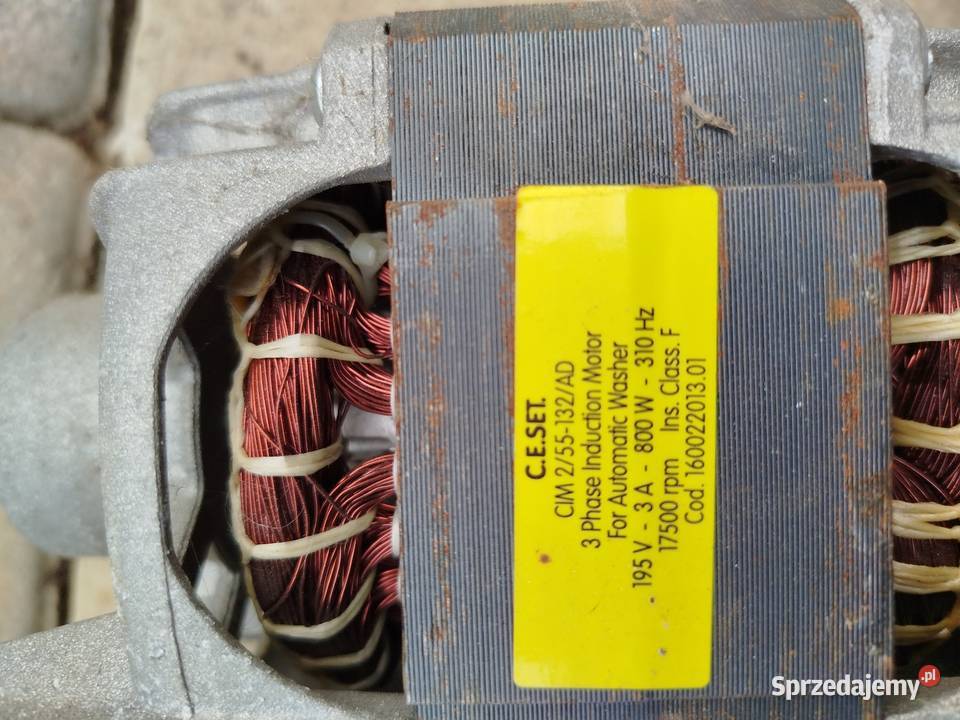 C.E.SET.
CIM 2/55-132/AD
3 Phase Induction Motor
For Automatic Washer
195 V - 3 A - 800 W - 310 Hz
17500 rpm Ins. Class. F
Cod. 160022013.01
Sprzedajemy.pl